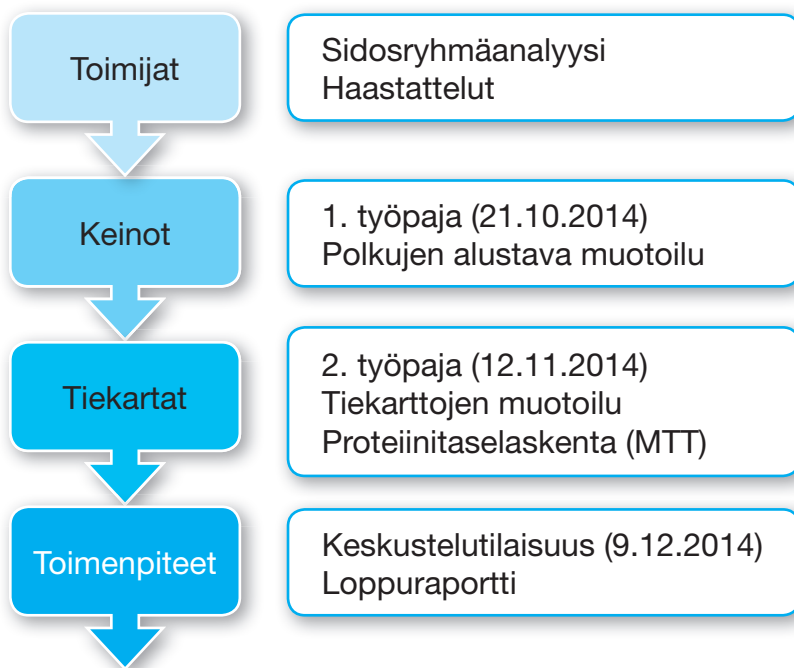 Toimijat
Sidosryhmäanalyysi
Haastattelut
Keinot
1. työpaja (21.10.2014)
Polkujen alustava muotoilu
Tiekartat
2. työpaja (12.11.2014)
Tiekarttojen muotoilu
Proteiinitaselaskenta (MTT)
Toimenpiteet
Keskustelutilaisuus (9.12.2014)
Loppuraportti